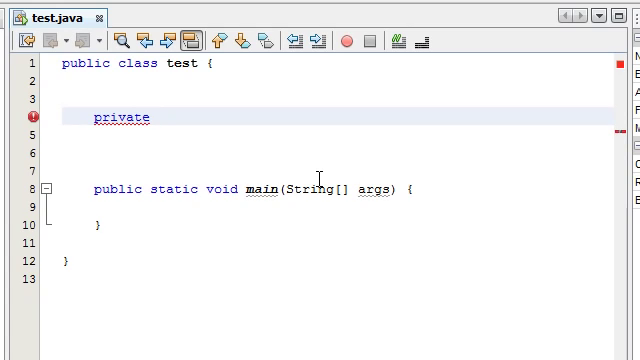 test.java
1 public class test {
2
3
private
5
6
7
8 public static void main(String[] args) {
9
10 }
11
12 }
13